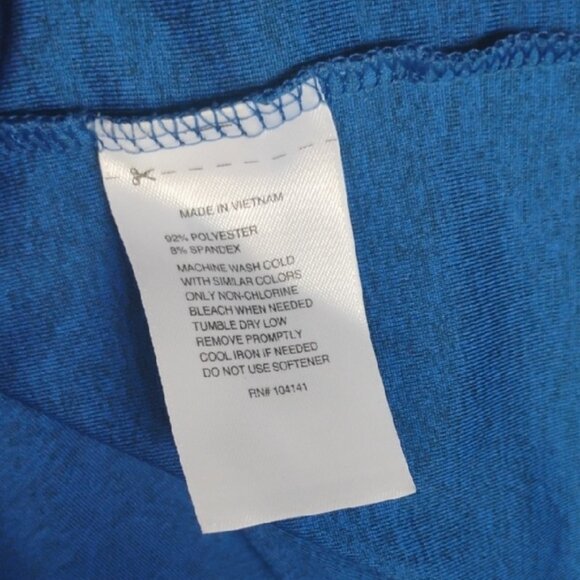 MADE IN VIETNAM
92% POLYESTER
8% SPANDEX
MACHINE WASH COLD
WITH SIMILAR COLORS
ONLY NON-CHLORINE
BLEACH WHEN NEEDED
TUMBLE DRY LOW
REMOVE PROMPTLY
COOL IRON IF NEEDED
DO NOT USE SOFTENER
RN# 104141